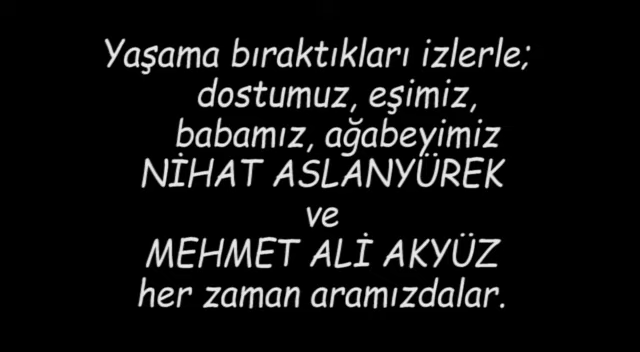 Yaşama bıraktıkları izlerle;
dostumuz, eşimiz,
babamız, ağabeyimiz
NİHAT ASLANYÜREK
ve
MEHMET ALİ AKYÜZ
her zaman aramızdalar.